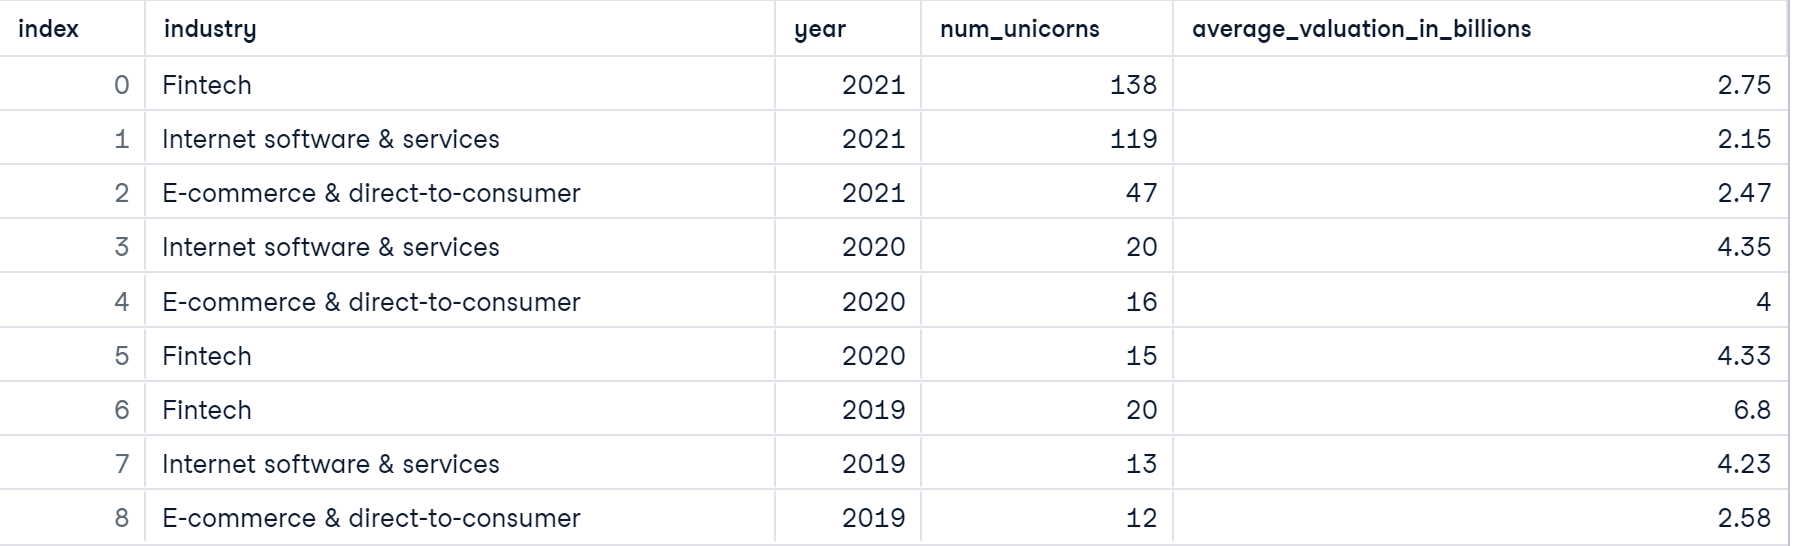 index industry year num_unicorns average_valuation_in_billions
0 Fintech 2021 138 2.75
1 Internet software & services 2021 119 2.15
2 E-commerce & direct-to-consumer 2021 47 2.47
3 Internet software & services 2020 20 4.35
4 E-commerce & direct-to-consumer 2020 16 4
5 Fintech 2020 15 4.33
6 Fintech 2019 20 6.8
7 Internet software & services 2019 13 4.23
8 E-commerce & direct-to-consumer 2019 12 2.58